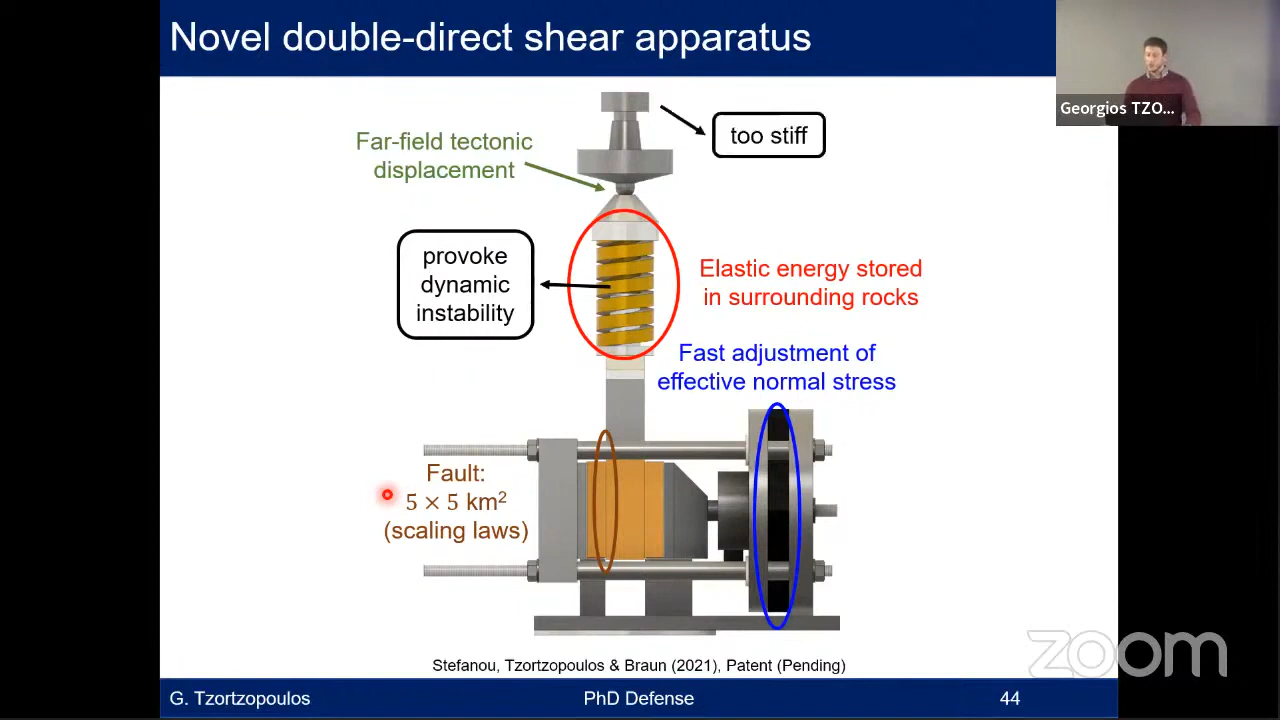 Novel double-direct shear apparatus
Georgios TZO...
too stiff
Far-field tectonic
displacement
provoke
dynamic
instability
Elastic energy stored
in surrounding rocks
Fast adjustment of
effective normal stress
Fault:
5 × 5 km²
(scaling laws)
Stefanou, Tzortzopoulos & Braun (2021), Patent (Pending)
zoom
G. Tzortzopoulos
PhD Defense
44